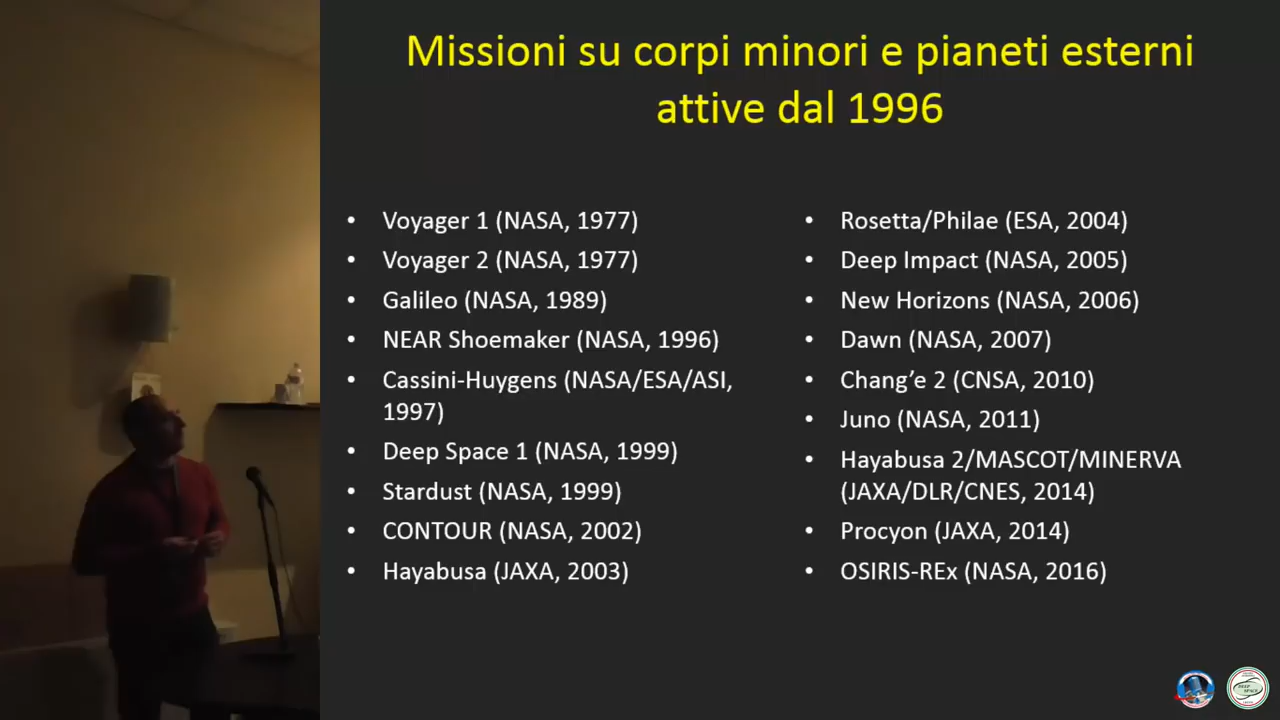 Missioni su corpi minori e pianeti esterni
attive dal 1996
• Voyager 1 (NASA, 1977)
• Voyager 2 (NASA, 1977)
• Galileo (NASA, 1989)
• NEAR Shoemaker (NASA, 1996)
• Cassini-Huygens (NASA/ESA/ASI,
1997)
• Deep Space 1 (NASA, 1999)
• Stardust (NASA, 1999)
• CONTOUR (NASA, 2002)
• Hayabusa (JAXA, 2003)
• Rosetta/Philae (ESA, 2004)
• Deep Impact (NASA, 2005)
• New Horizons (NASA, 2006)
• Dawn (NASA, 2007)
• Chang’e 2 (CNSA, 2010)
• Juno (NASA, 2011)
• Hayabusa 2/MASCOT/MINERVA
(JAXA/DLR/CNES, 2014)
• Procyon (JAXA, 2014)
• OSIRIS-REx (NASA, 2016)
DEEP
SPACE